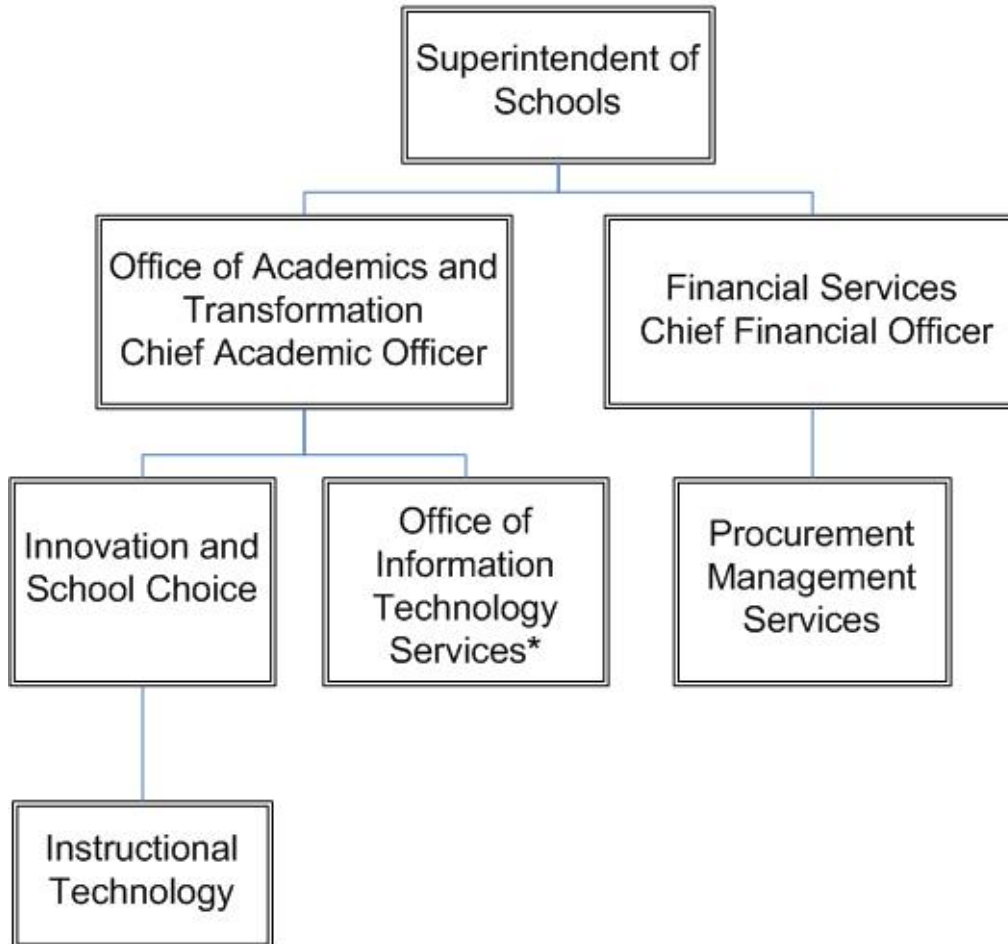 Superintendent of
Schools
Office of Academics and
Transformation
Chief Academic Officer
Financial Services
Chief Financial Officer
Innovation and
School Choice
Office of
Information
Technology
Services*
Procurement
Management
Services
Instructional
Technology